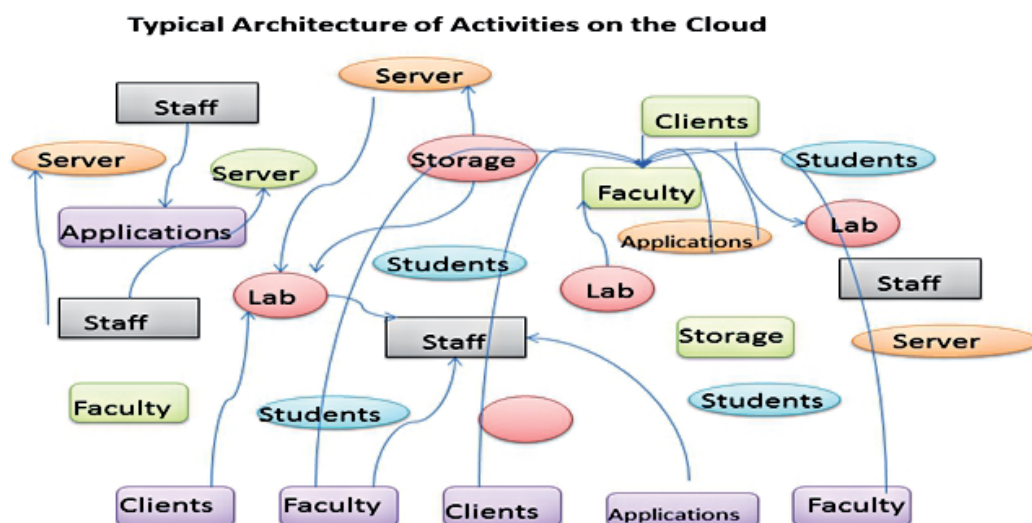 Typical Architecture of Activities on the Cloud
Server
Staff
Clients
Server
Storage
Students
Server
Faculty
Applications
Lab
Applications
Students
Lab
Lab
Staff
Staff
Staff
Storage
Server
Faculty
Students
Students
Clients
Faculty
Clients
Applications
Faculty